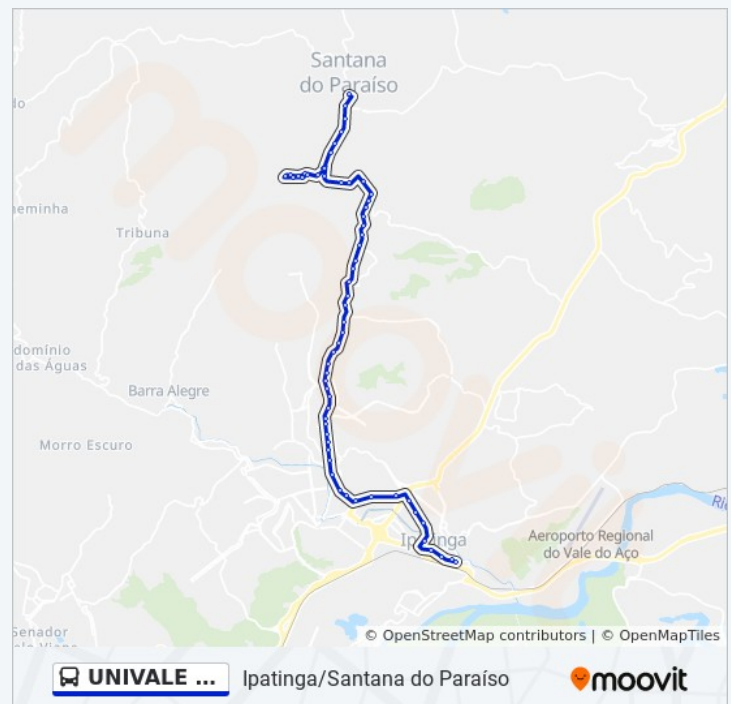 Santana
do Paraíso
do
neminha
Tribuna
domínio
das Águas
Barra Alegre
Morro Escuro
Ipatinga
Aeroporto Regional
do Vale do Aço
Senador
© OpenStreetMap contributors | © OpenMapTiles
UNIVALE ...
Ipatinga/Santana do Paraíso
moovit